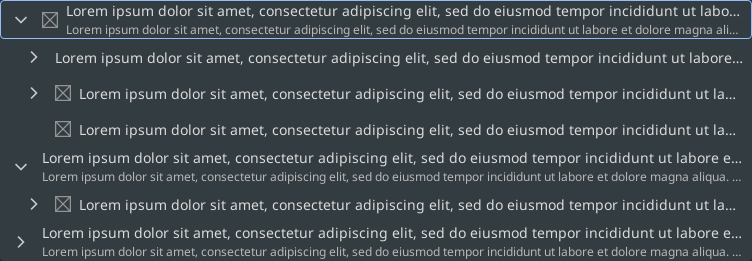 Lorem ipsum dolor sit amet, consectetur adipiscing elit, sed do eiusmod tempor incididunt ut labo...
Lorem ipsum dolor sit amet, consectetur adipiscing elit, sed do eiusmod tempor incididunt ut labore et dolore magna ali...
Lorem ipsum dolor sit amet, consectetur adipiscing elit, sed do eiusmod tempor incididunt ut labore...
Lorem ipsum dolor sit amet, consectetur adipiscing elit, sed do eiusmod tempor incididunt ut la...
Lorem ipsum dolor sit amet, consectetur adipiscing elit, sed do eiusmod tempor incididunt ut la...
Lorem ipsum dolor sit amet, consectetur adipiscing elit, sed do eiusmod tempor incididunt ut labore e...
Lorem ipsum dolor sit amet, consectetur adipiscing elit, sed do eiusmod tempor incididunt ut labore et dolore magna aliqua. ...
Lorem ipsum dolor sit amet, consectetur adipiscing elit, sed do eiusmod tempor incididunt ut la...
Lorem ipsum dolor sit amet, consectetur adipiscing elit, sed do eiusmod tempor incididunt ut labore e...
Lorem ipsum dolor sit amet, consectetur adipiscing elit, sed do eiusmod tempor incididunt ut labore et dolore magna aliqua. ...